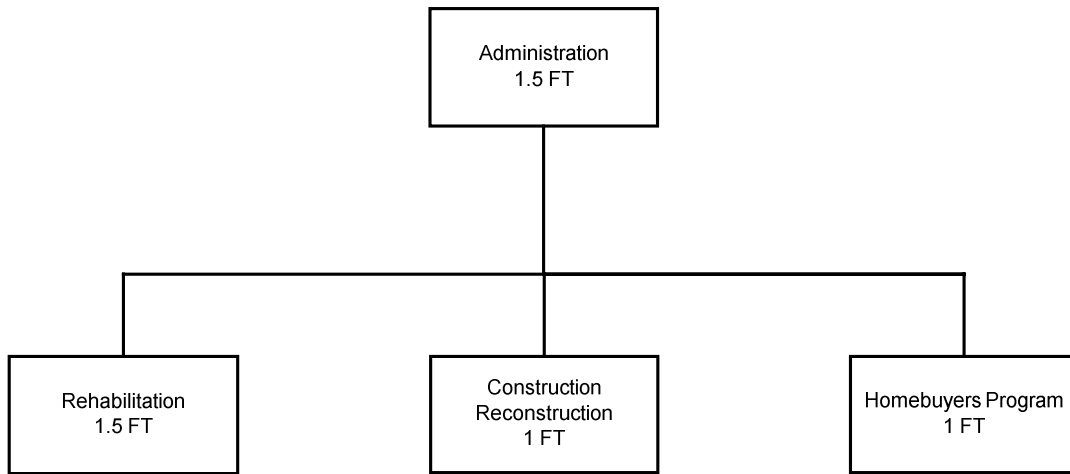 Administration
1.5 FT
Rehabilitation
1.5 FT
Construction
Reconstruction
1 FT
Homebuyers Program
1 FT